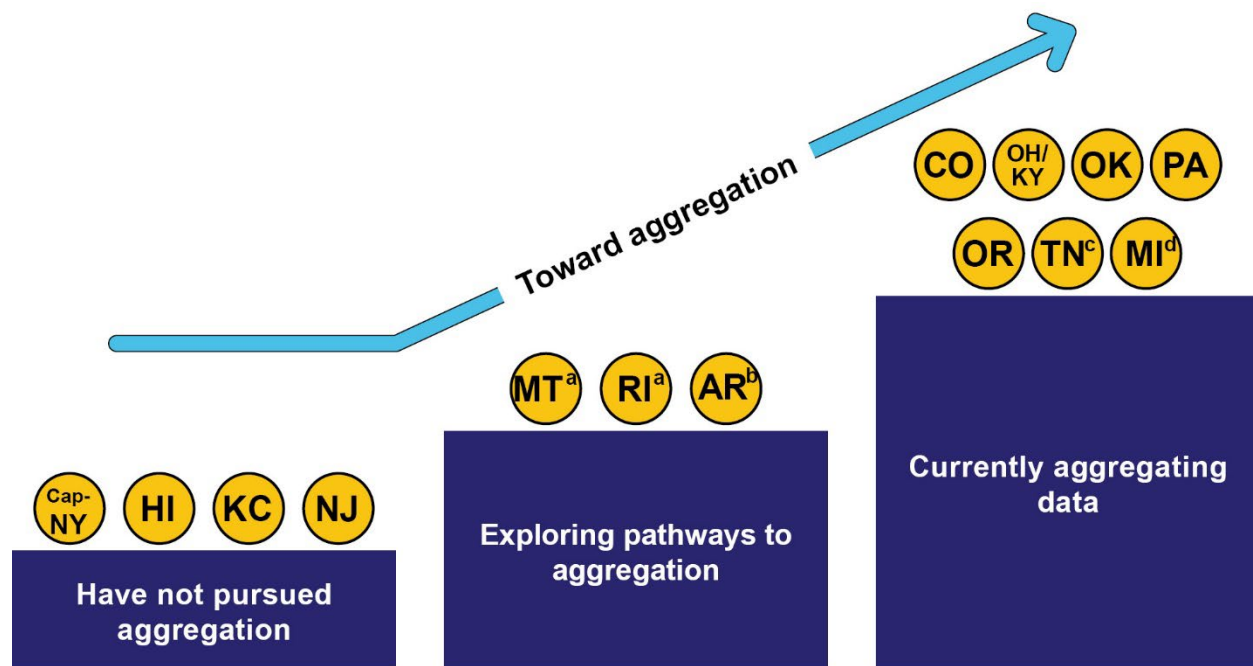 Toward aggregation
CO
OH/
KY
OK
PA
OR
TNc
MId
MTa
RIa
ARb
Cap-
NY
HI
KC
NJ
Have not pursued
aggregation
Exploring pathways to
aggregation
Currently aggregating
data